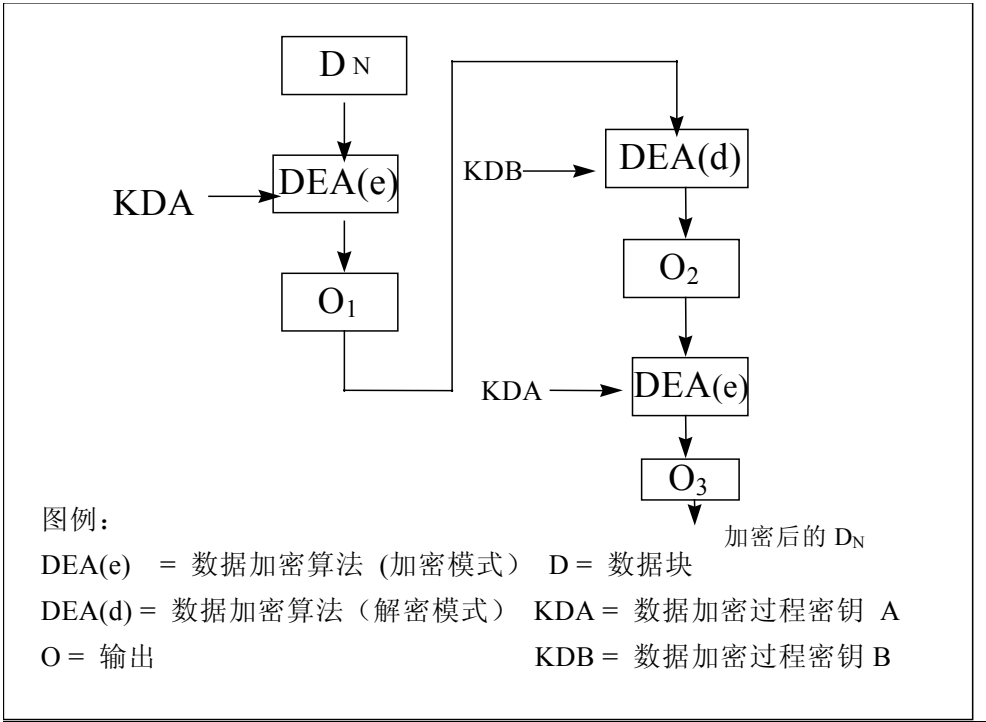 D N
DEA(e)
KDA
O1
KDB
DEA(d)
O2
KDA
DEA(e)
O3
加密后的 DN
图例：
DEA(e) = 数据加密算法 (加密模式） D = 数据块
DEA(d) = 数据加密算法（解密模式） KDA = 数据加密过程密钥 A
O = 输出 KDB = 数据加密过程密钥 B